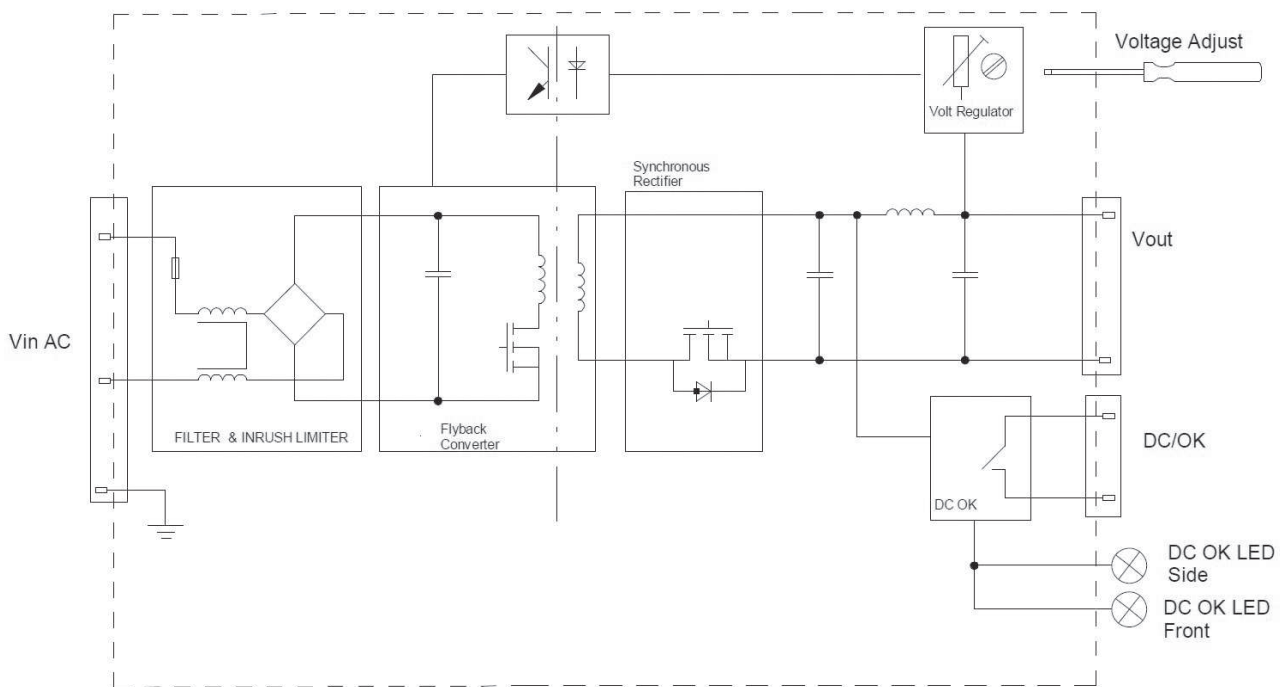 Voltage Adjust
Volt Regulator
Synchronous
Rectifier
Vout
Vin AC
FILTER & INRUSH LIMITER
Flyback
Converter
DC/OK
DC OK
DC OK LED
Side
DC OK LED
Front